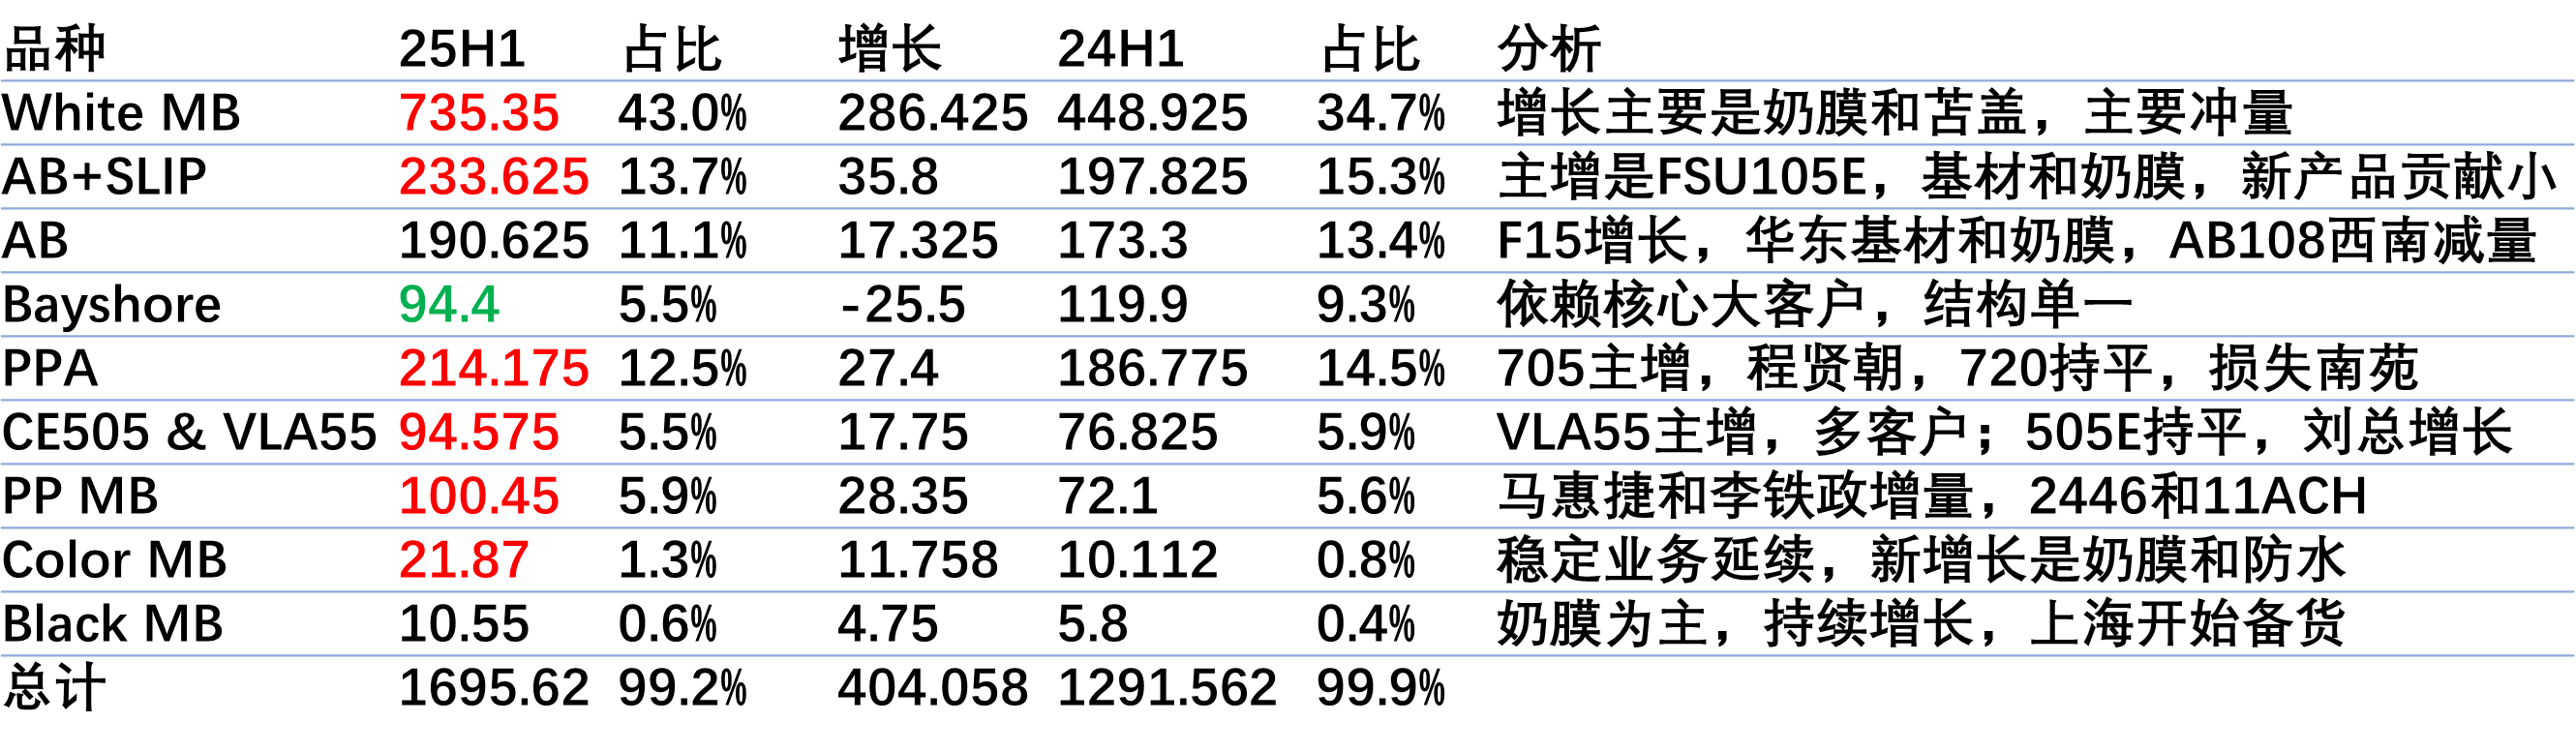 品种 25H1 占比 增长 24H1 占比 分析
White MB 735.35 43.0% 286.425 448.925 34.7% 增长主要是奶膜和苫盖，主要冲量
AB+SLIP 233.625 13.7% 35.8 197.825 15.3% 主增是FSU105E，基材和奶膜，新产品贡献小
AB 190.625 11.1% 17.325 173.3 13.4% F15增长，华东基材和奶膜，AB108西南减量
Bayshore 94.4 5.5% -25.5 119.9 9.3% 依赖核心大客户，结构单一
PPA 214.175 12.5% 27.4 186.775 14.5% 705主增，程贤朝，720持平，损失南苑
CE505 & VLA55 94.575 5.5% 17.75 76.825 5.9% VLA55主增，多客户；505E持平，刘总增长
PP MB 100.45 5.9% 28.35 72.1 5.6% 马惠捷和李铁政增量，2446和11ACH
Color MB 21.87 1.3% 11.758 10.112 0.8% 稳定业务延续，新增长是奶膜和防水
Black MB 10.55 0.6% 4.75 5.8 0.4% 奶膜为主，持续增长，上海开始备货
总计 1695.62 99.2% 404.058 1291.562 99.9%